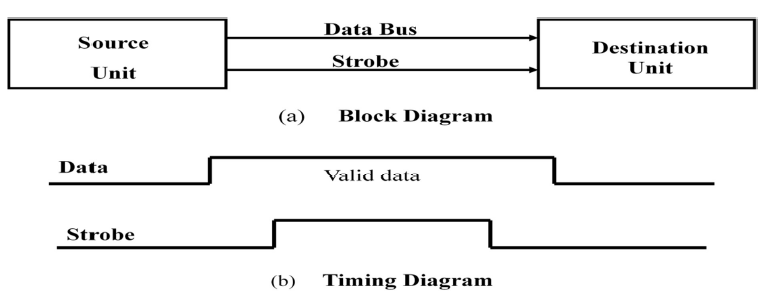 Source
Unit
Data Bus
Strobe
Destination
Unit
(a) Block Diagram
Data
Valid data
Strobe
(b) Timing Diagram